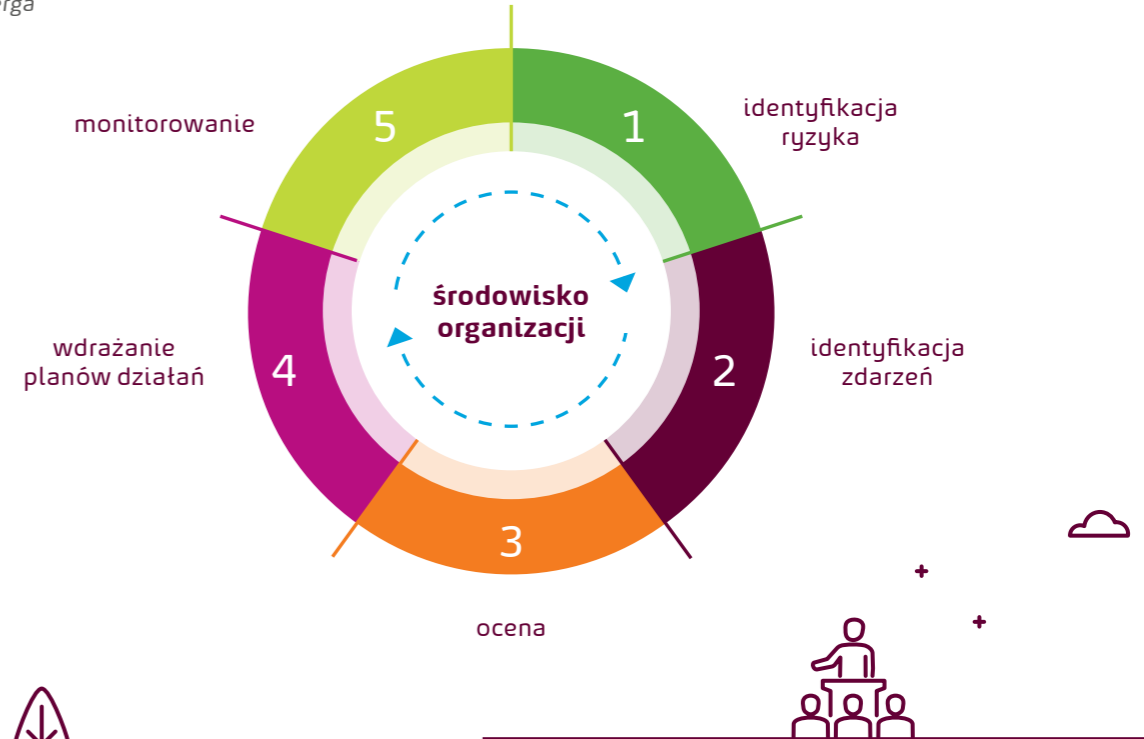 1
identyfikacja
ryzyka
2
identyfikacja
zdarzeń
3
ocena
4
wdrażanie
planów działań
5
monitorowanie
środowisko
organizacji